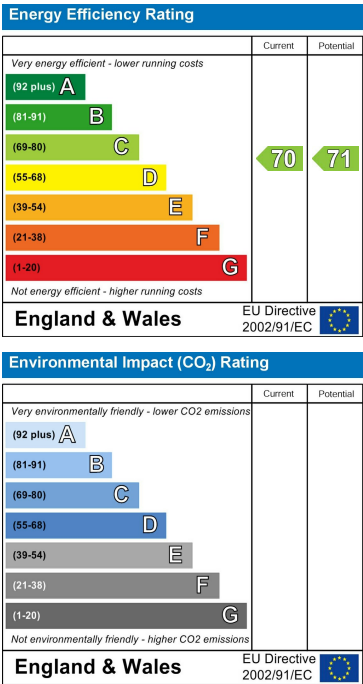 Energy Efficiency Rating
Current Potential
Very energy efficient - lower running costs
(92 plus) A
(81-91) B
(69-80) C 70 71
(55-68) D
(39-54) E
(21-38) F
(1-20) G
Not energy efficient - higher running costs
England & Wales
EU Directive
2002/91/EC
Environmental Impact (CO₂) Rating
Current Potential
Very environmentally friendly - lower CO2 emissions
(92 plus) A
(81-91) B
(69-80) C
(55-68) D
(39-54) E
(21-38) F
(1-20) G
Not environmentally friendly - higher CO2 emissions
England & Wales
EU Directive
2002/91/EC